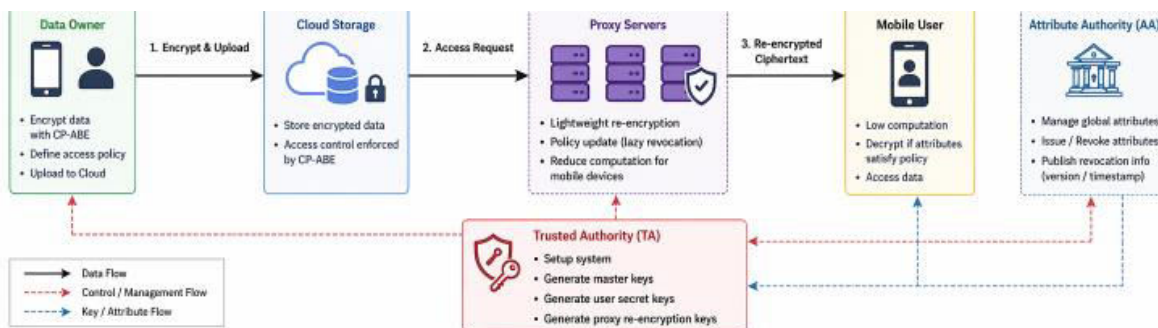 Data Owner
1. Encrypt & Upload
• Encrypt data
with CP-ABE
• Define access policy
• Upload to Cloud
Cloud Storage
2. Access Request
• Store encrypted data
• Access control enforced
by CP-ABE
Proxy Servers
3. Re-encrypted
Ciphertext
• Lightweight re-encryption
• Policy update (lazy revocation)
• Reduce computation for
mobile devices
Mobile User
• Low computation
• Decrypt if attributes
satisfy policy
• Access data
Attribute Authority (AA)
• Manage global attributes
• Issue / Revoke attributes
• Publish revocation info
(version / timestamp)
Trusted Authority (TA)
• Setup system
• Generate master keys
• Generate user secret keys
• Generate proxy re-encryption keys
Data Flow
Control / Management Flow
Key / Attribute Flow